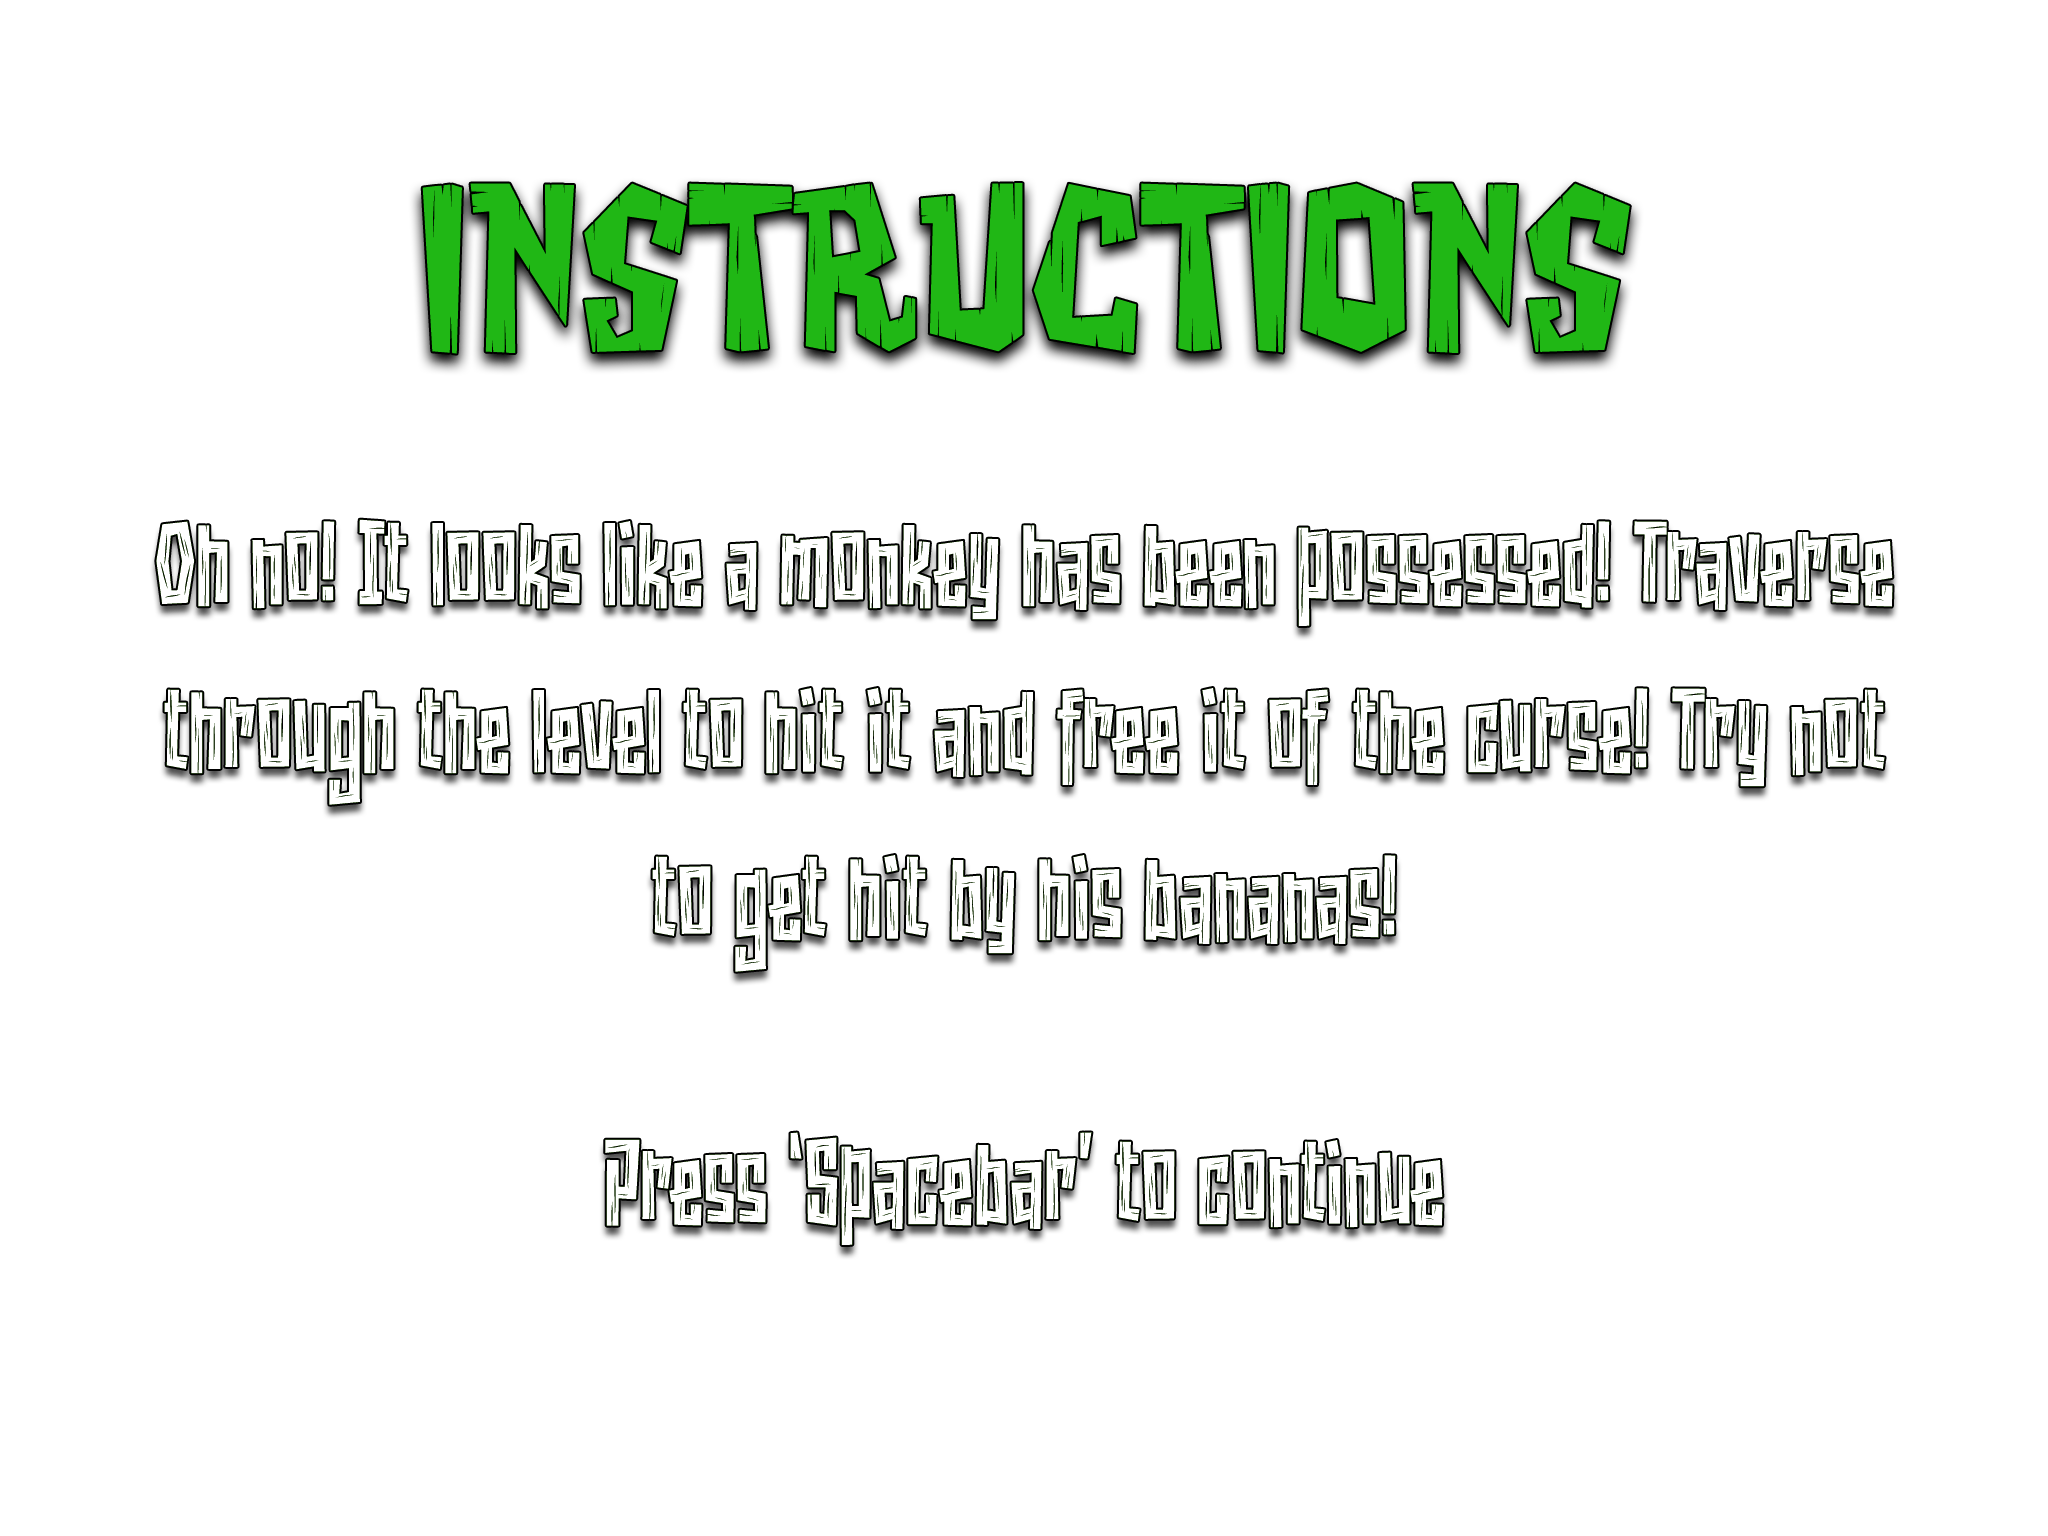 INSTRUCTIONS
Oh no! It looks like a monkey has been possessed! Traverse
through the level to hit it and free it of the curse! Try not
to get hit by his bananas!
Press 'Spacebar' to continue